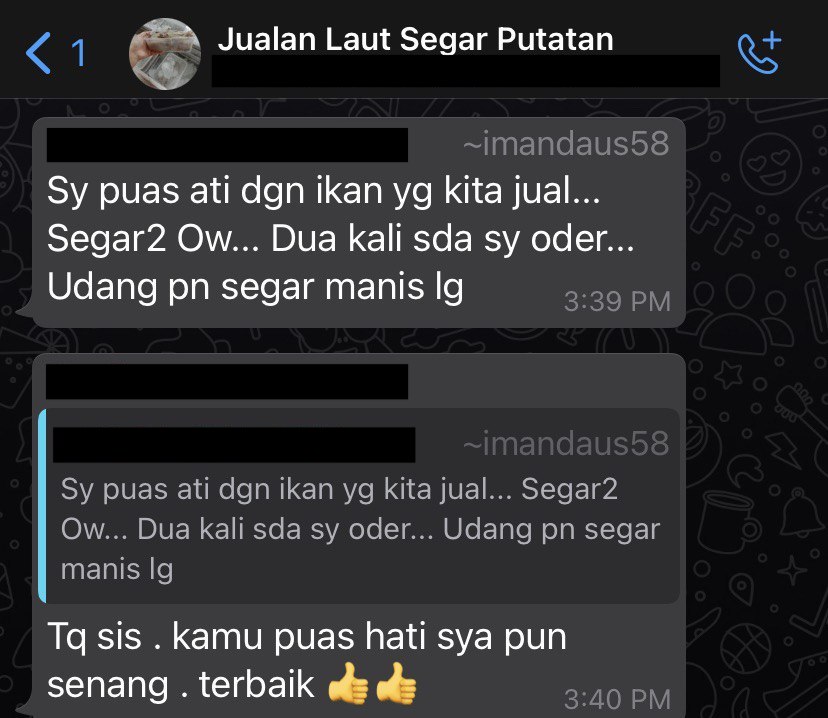 1
Jualan Laut Segar Putatan
~imandaus58
Sy puas ati dgn ikan yg kita jual...
Segar2 Ow... Dua kali sda sy oder...
Udang pn segar manis lg
3:39 PM
~imandaus58
Sy puas ati dgn ikan yg kita jual... Segar2
Ow... Dua kali sda sy oder... Udang pn segar
manis lg
Tq sis . kamu puas hati sya pun
senang . terbaik 👍👍
3:40 PM